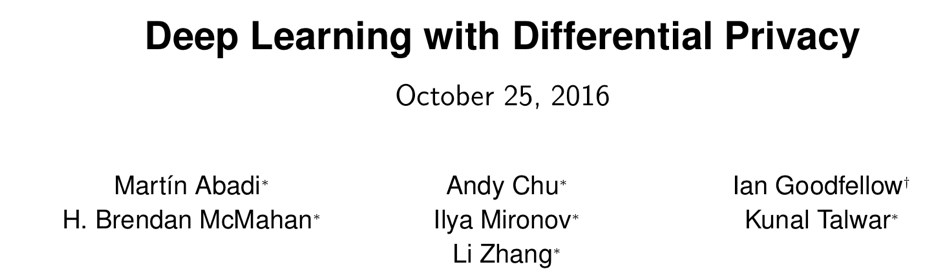 Deep Learning with Differential Privacy
October 25, 2016
Martín Abadi* Andy Chu* Ian Goodfellow†
H. Brendan McMahan* Ilya Mironov* Kunal Talwar*
Li Zhang*